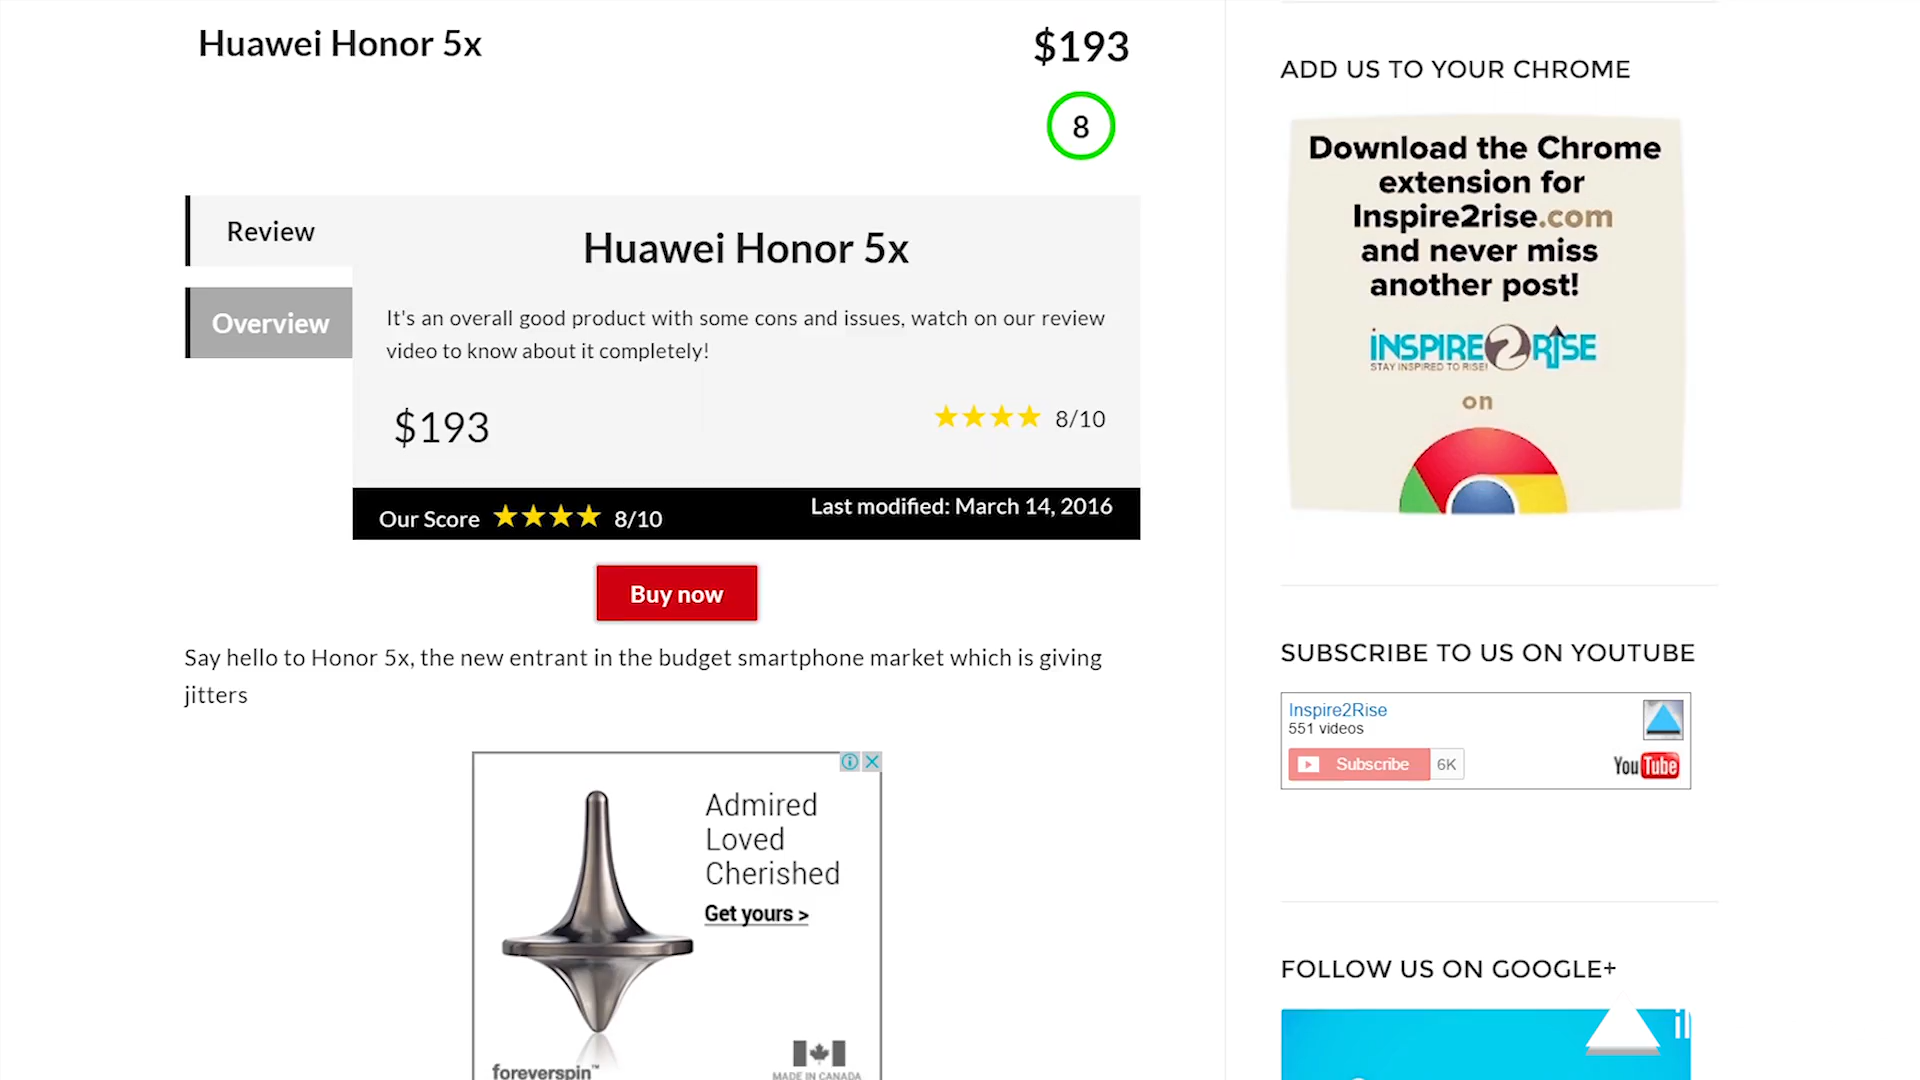 Huawei Honor 5x
$193
8
Review
Overview
Huawei Honor 5x
It's an overall good product with some cons and issues, watch on our review
video to know about it completely!
$193
8/10
Our Score
8/10
Last modified: March 14, 2016
Buy now
Say hello to Honor 5x, the new entrant in the budget smartphone market which is giving
jitters
Admired
Loved
Cherished
Get yours >
foreverspin™
MADE IN CANADA
ADD US TO YOUR CHROME
Download the Chrome
extension for
Inspire2rise.com
and never miss
another post!
INSPIRE2RISE
STAY INSPIRED TO RISE!
on
SUBSCRIBE TO US ON YOUTUBE
Inspire2Rise
551 videos
Subscribe
6K
YouTube
FOLLOW US ON GOOGLE+